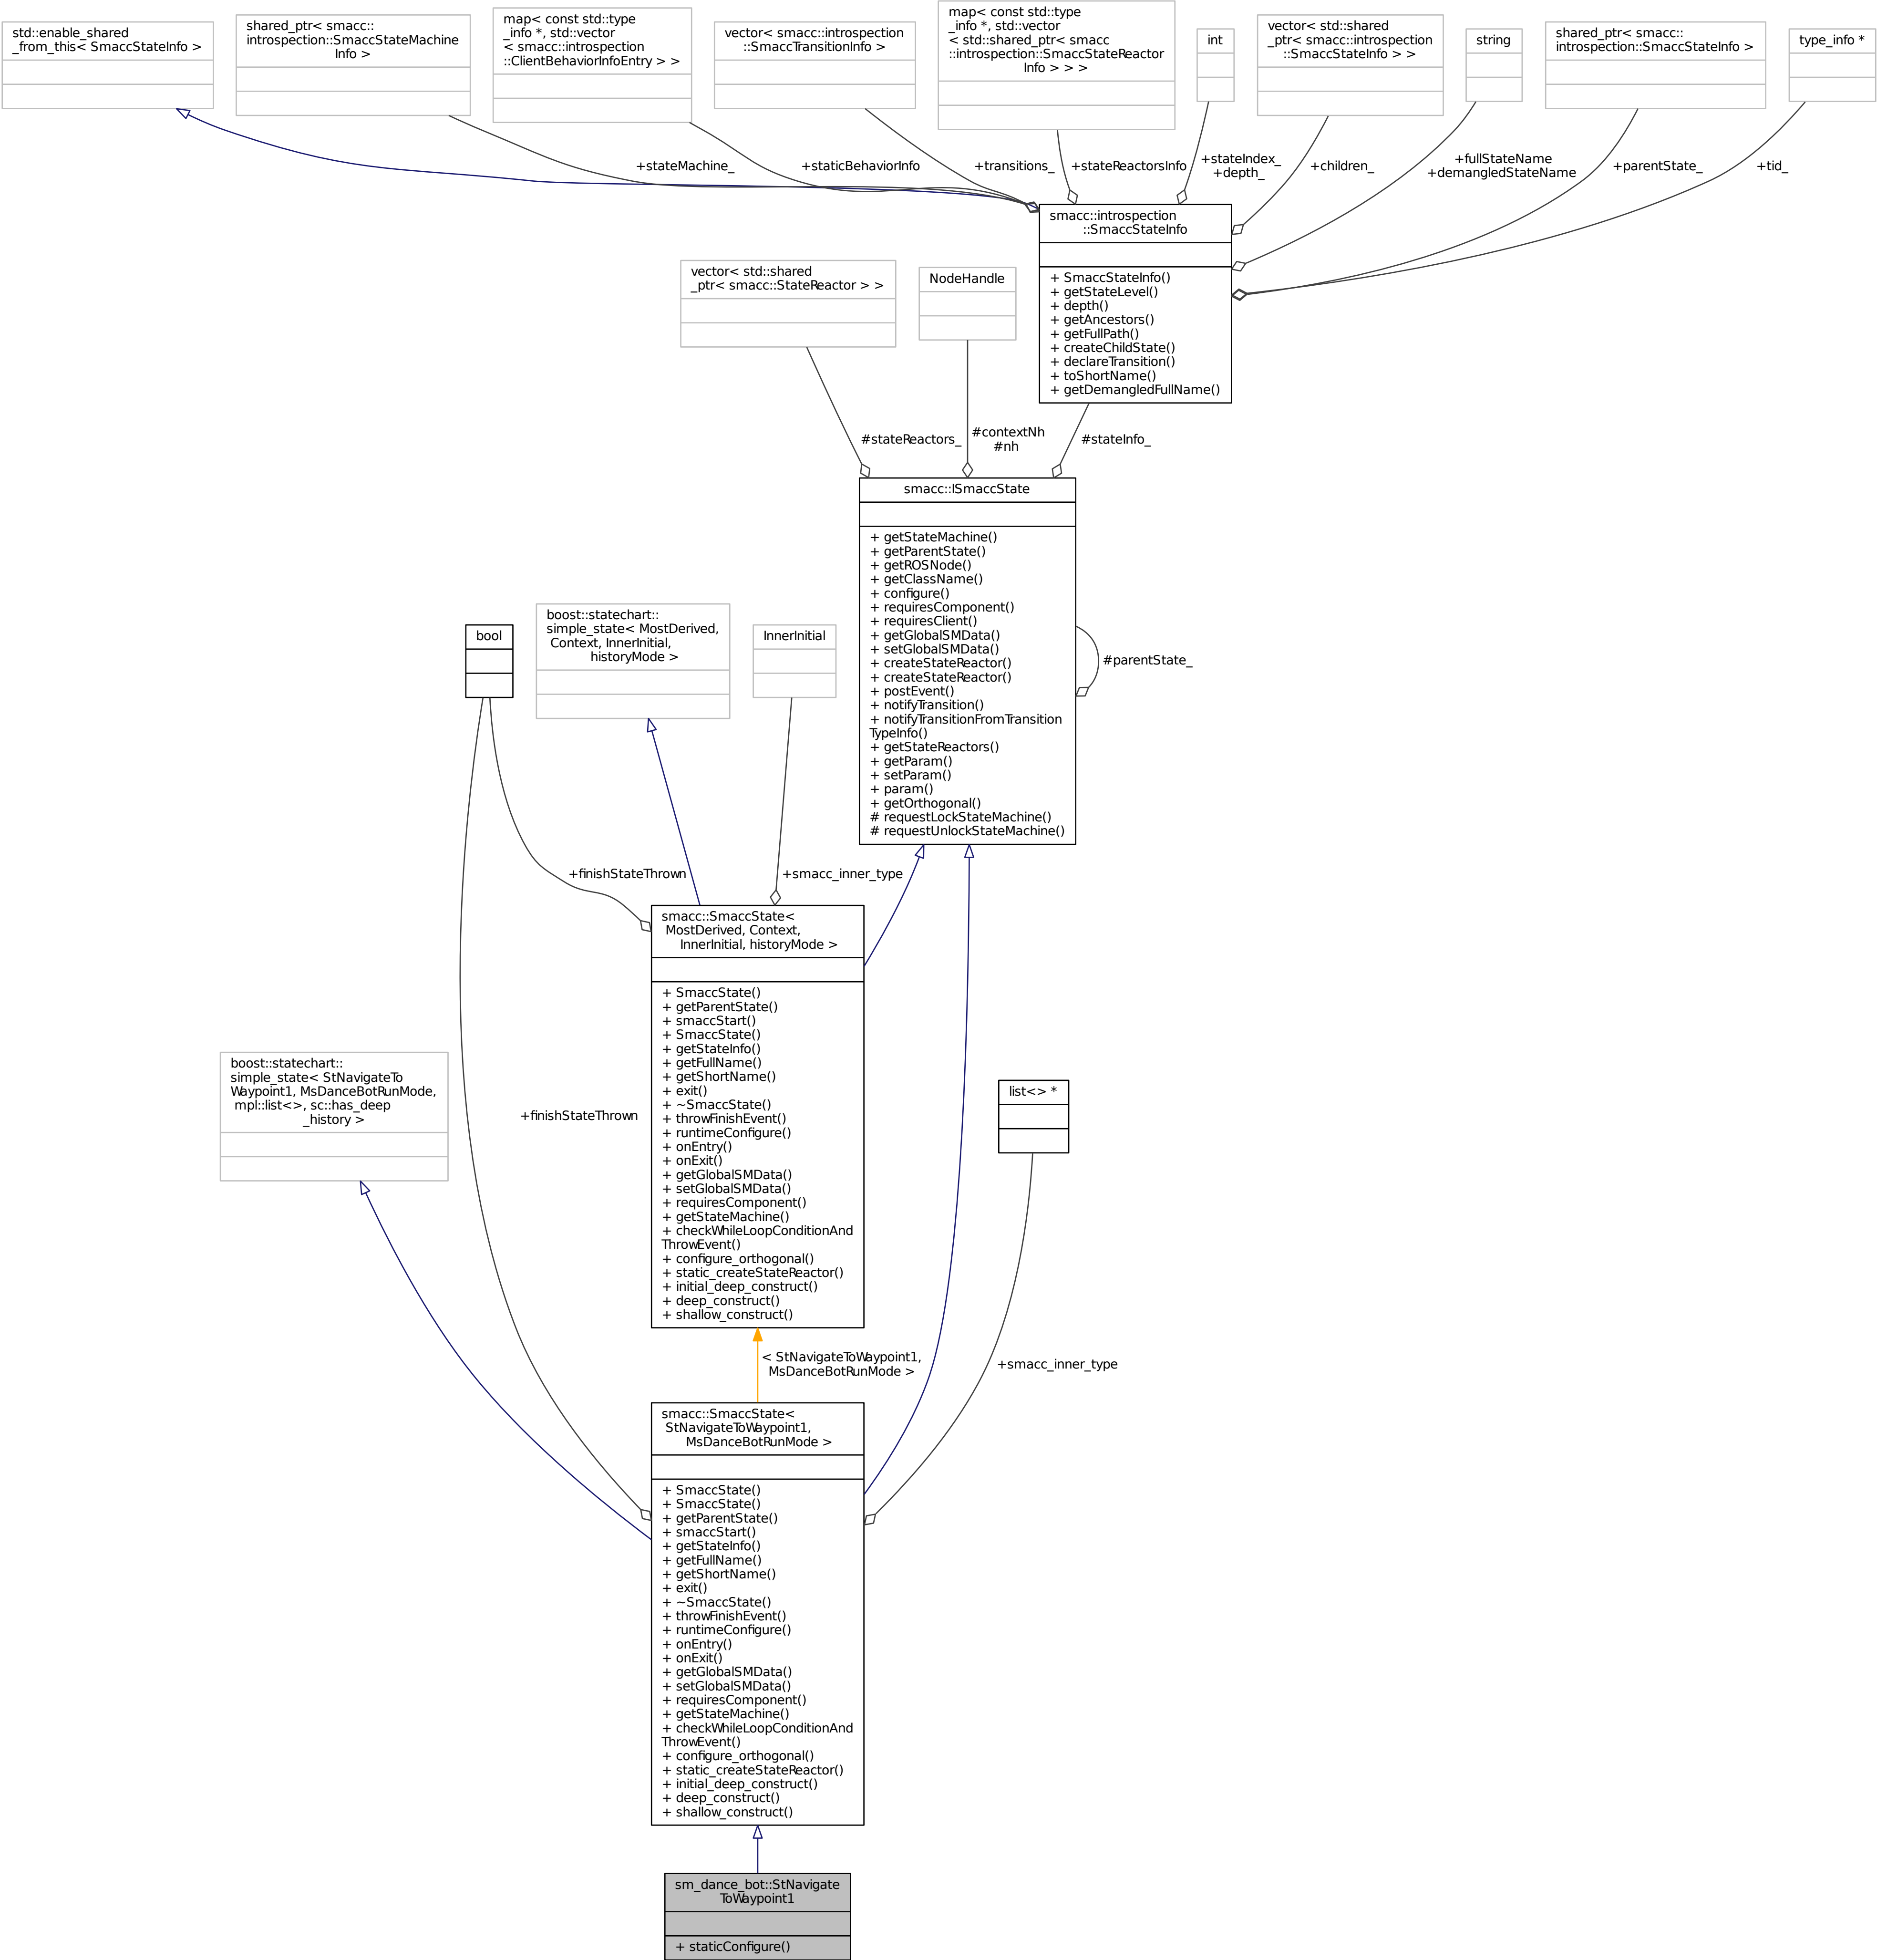 std::enable_shared
_from_this< SmaccStateInfo >
shared_ptr< smacc::
introspection::SmaccStateMachine
Info >
map< const std::type
_info *, std::vector
< smacc::introspection
::ClientBehaviorInfoEntry > >
vector< smacc::introspection
::SmaccTransitionInfo >
map< const std::type
_info *, std::vector
< std::shared_ptr< smacc
::introspection::SmaccStateReactor
Info > > >
int
vector< std::shared
_ptr< smacc::introspection
::SmaccStateInfo > >
string
shared_ptr< smacc::
introspection::SmaccStateInfo >
type_info *
+stateMachine_
+staticBehaviorInfo
+transitions_
+stateReactorsInfo
+stateIndex_
+depth_
+children_
+fullStateName
+demangledStateName
+parentState_
+tid_
smacc::introspection
::SmaccStateInfo
+ SmaccStateInfo()
+ getStateLevel()
+ depth()
+ getAncestors()
+ getFullPath()
+ createChildState()
+ declareTransition()
+ toShortName()
+ getDemangledFullName()
vector< std::shared
_ptr< smacc::StateReactor > >
NodeHandle
#stateReactors_
#contextNh
#nh
#stateInfo_
smacc::ISmaccState
+ getStateMachine()
+ getParentState()
+ getROSNode()
+ getClassName()
+ configure()
+ requiresComponent()
+ requiresClient()
+ getGlobalSMData()
+ setGlobalSMData()
+ createStateReactor()
+ createStateReactor()
+ postEvent()
+ notifyTransition()
+ notifyTransitionFromTransition
TypeInfo()
+ getStateReactors()
+ getParam()
+ setParam()
+ param()
+ getOrthogonal()
# requestLockStateMachine()
# requestUnlockStateMachine()
#parentState_
bool
boost::statechart::
simple_state< MostDerived,
Context, InnerInitial,
historyMode >
InnerInitial
+finishStateThrown
+smacc_inner_type
smacc::SmaccState<
MostDerived, Context,
InnerInitial, historyMode >
+ SmaccState()
+ getParentState()
+ smaccStart()
+ SmaccState()
+ getStateInfo()
+ getFullName()
+ getShortName()
+ exit()
+ ~SmaccState()
+ throwFinishEvent()
+ runtimeConfigure()
+ onEntry()
+ onExit()
+ getGlobalSMData()
+ setGlobalSMData()
+ requiresComponent()
+ getStateMachine()
+ checkWhileLoopConditionAnd
ThrowEvent()
+ configure_orthogonal()
+ static_createStateReactor()
+ initial_deep_construct()
+ deep_construct()
+ shallow_construct()
boost::statechart::
simple_state< StNavigateTo
Waypoint1, MsDanceBotRunMode,
mpl::list<>, sc::has_deep
_history >
+finishStateThrown
list<> *
< StNavigateToWaypoint1,
MsDanceBotRunMode >
+smacc_inner_type
smacc::SmaccState<
StNavigateToWaypoint1,
MsDanceBotRunMode >
+ SmaccState()
+ SmaccState()
+ getParentState()
+ smaccStart()
+ getStateInfo()
+ getFullName()
+ getShortName()
+ exit()
+ ~SmaccState()
+ throwFinishEvent()
+ runtimeConfigure()
+ onEntry()
+ onExit()
+ getGlobalSMData()
+ setGlobalSMData()
+ requiresComponent()
+ getStateMachine()
+ checkWhileLoopConditionAnd
ThrowEvent()
+ configure_orthogonal()
+ static_createStateReactor()
+ initial_deep_construct()
+ deep_construct()
+ shallow_construct()
sm_dance_bot::StNavigate
ToWaypoint1
+ staticConfigure()